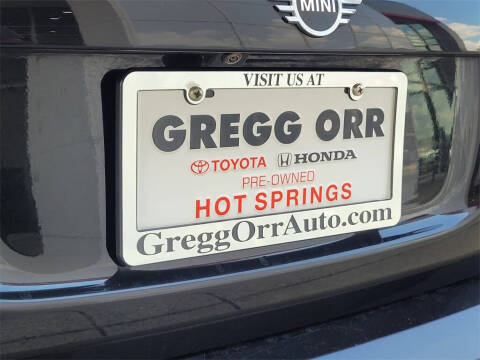 MINI
VISIT US AT
GREGG ORR
TOYOTA HONDA
PRE-OWNED
HOT SPRINGS
GreggOrrAuto.com